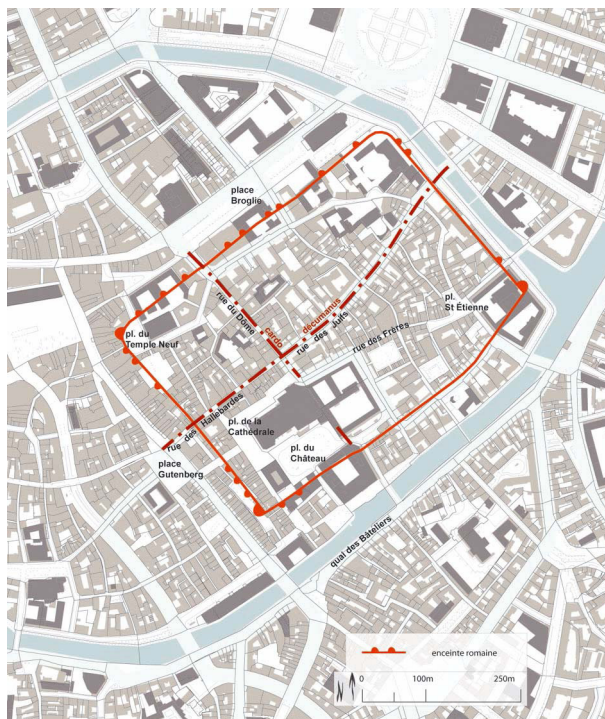 place
Broglie
pl.
St Étienne
rue du Dôme
cardo
décumanus
rue des Juifs
pl. du
Temple Neuf
rue des Frères
rue des Hallebardes
pl. de la
Cathédrale
pl. du
Château
place
Gutenberg
quai des Bâteliers
enceinte romaine
N
0 100m 250m